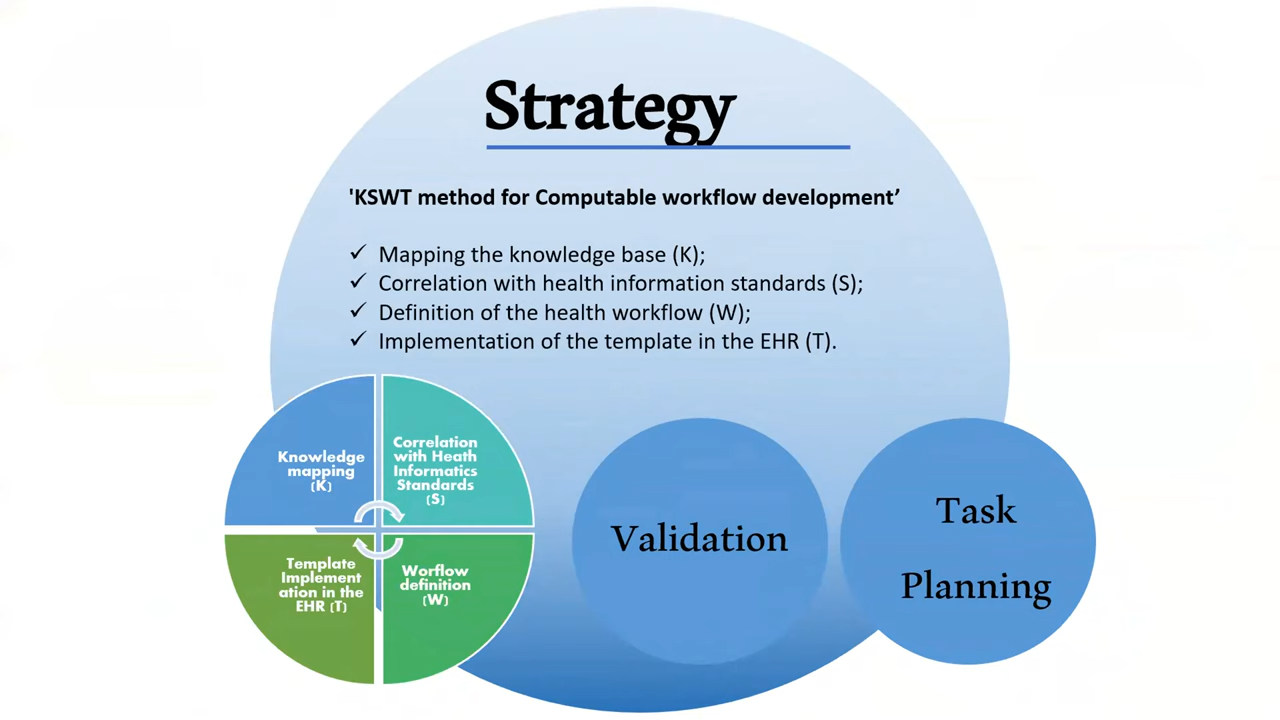 Strategy
'KSWT method for Computable workflow development’
✓ Mapping the knowledge base (K);
✓ Correlation with health information standards (S);
✓ Definition of the health workflow (W);
✓ Implementation of the template in the EHR (T).
Knowledge
mapping
(K)
Correlation
with Heath
Informatics
Standards
(S)
Template
Implement
ation in the
EHR (T)
Worflow
definition
(W)
Validation
Task
Planning